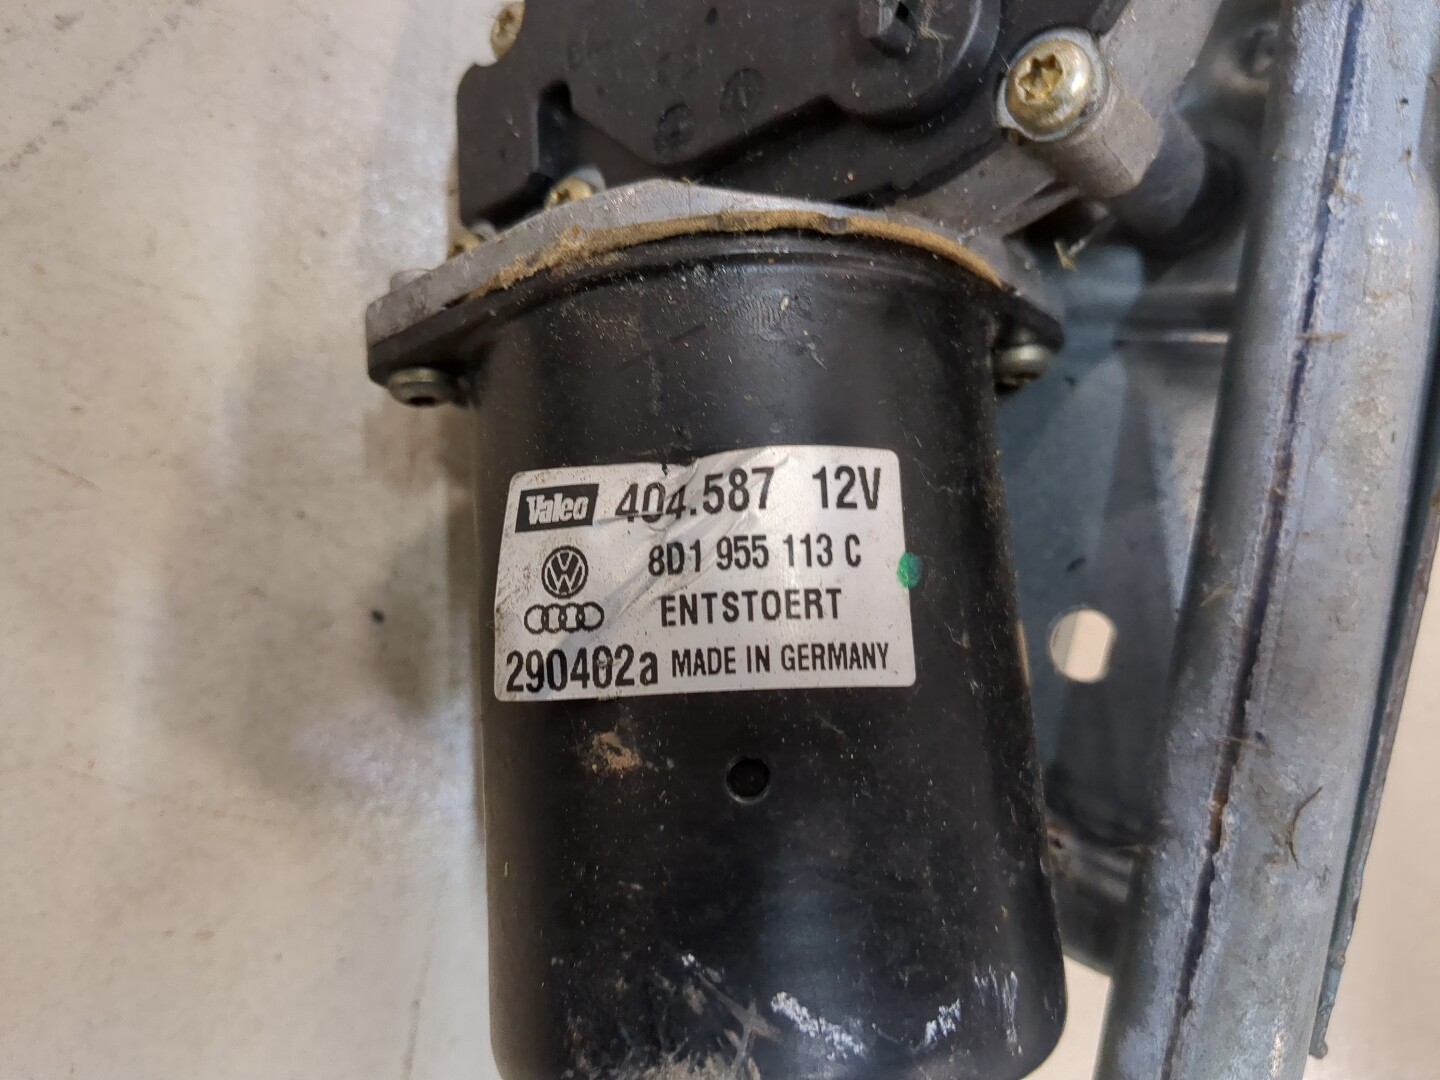 Valeo 404.587 12V
8D1 955 113 C
ENTSTOERT
290402a MADE IN GERMANY